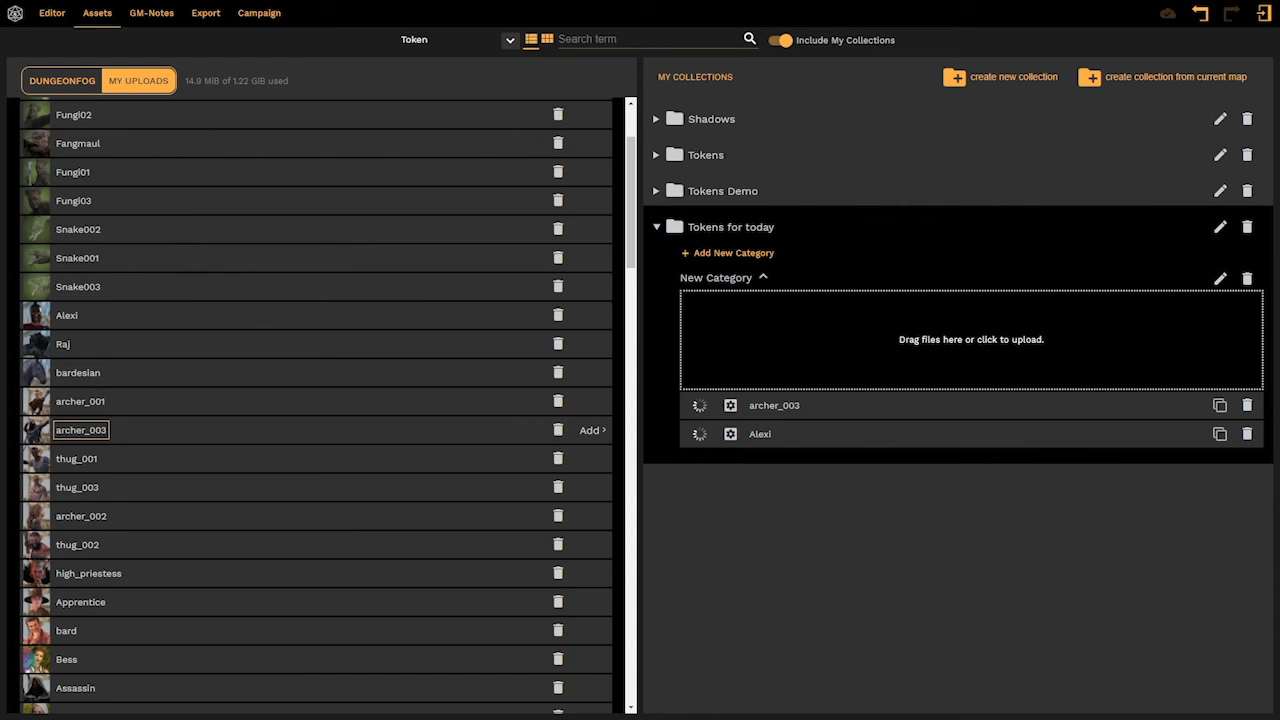 Editor
Assets
GM-Notes
Export
Campaign
Token
Search term
Include My Collections
DUNGEONFOG
MY UPLOADS
14.9 MiB of 1.22 GiB used
Fungi02
Fangmaul
Fungi01
Fungi03
Snake002
Snake001
Snake003
Alexi
Raj
bardesian
archer_001
archer_003
Add >
thug_001
thug_003
archer_002
thug_002
high_priestess
Apprentice
bard
Bess
Assassin
MY COLLECTIONS
create new collection
create collection from current map
Shadows
Tokens
Tokens Demo
Tokens for today
+ Add New Category
New Category
Drag files here or click to upload.
archer_003
Alexi